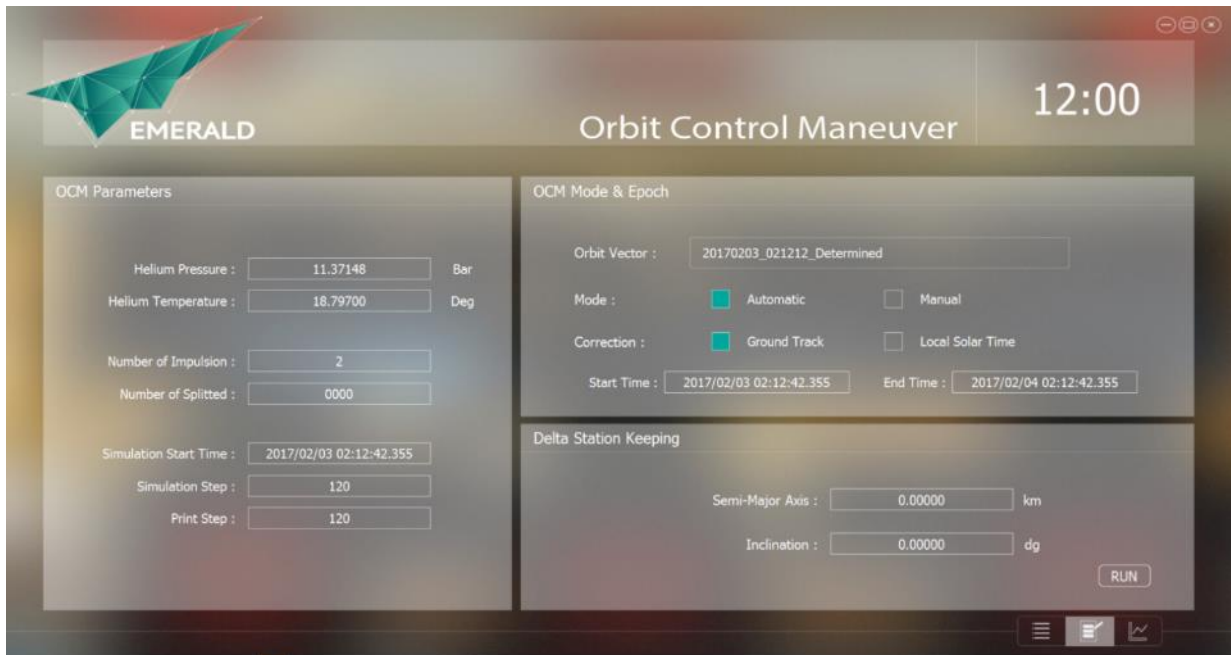 EMERALD
Orbit Control Maneuver
12:00
OCM Parameters
Helium Pressure : 11.37148 Bar
Helium Temperature : 18.79700 Deg
Number of Impulsion : 2
Number of Splitted : 0000
Simulation Start Time : 2017/02/03 02:12:42.355
Simulation Step : 120
Print Step : 120
OCM Mode & Epoch
Orbit Vector : 20170203_021212_Determined
Mode : Automatic Manual
Correction : Ground Track Local Solar Time
Start Time : 2017/02/03 02:12:42.355 End Time : 2017/02/04 02:12:42.355
Delta Station Keeping
Semi-Major Axis : 0.00000 km
Inclination : 0.00000 dg
RUN